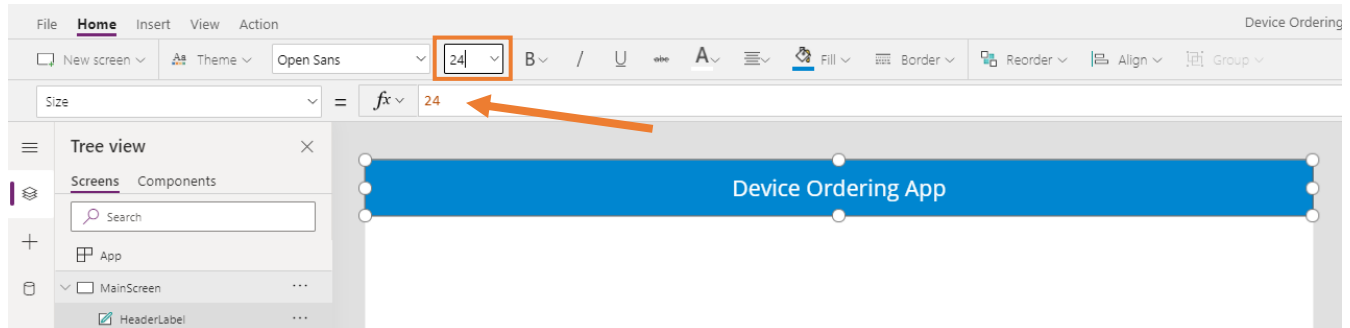 File Home Insert View Action Device Ordering
New screen Theme Open Sans 24 B / U abc A Fill Border Reorder Align Group
Size = fx 24
Tree view
Screens Components
Device Ordering App
Search
App
MainScreen ...
HeaderLabel ...